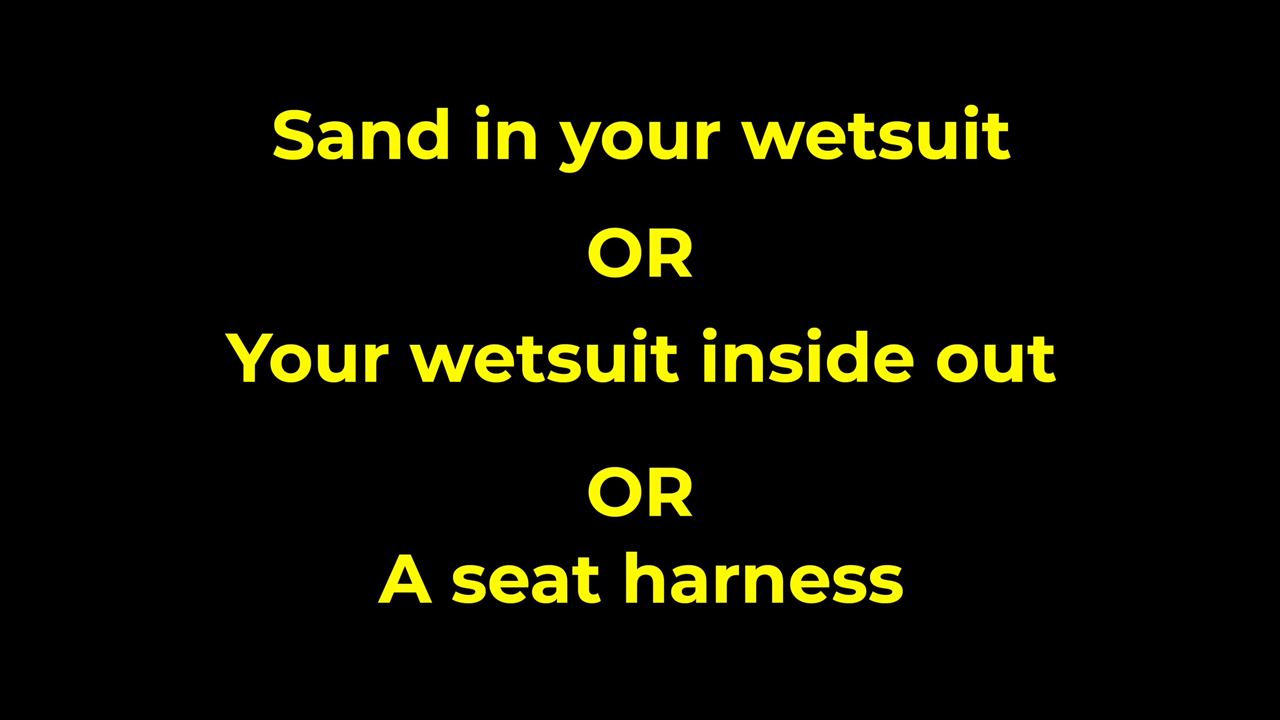 Sand in your wetsuit
OR
Your wetsuit inside out
OR
A seat harness